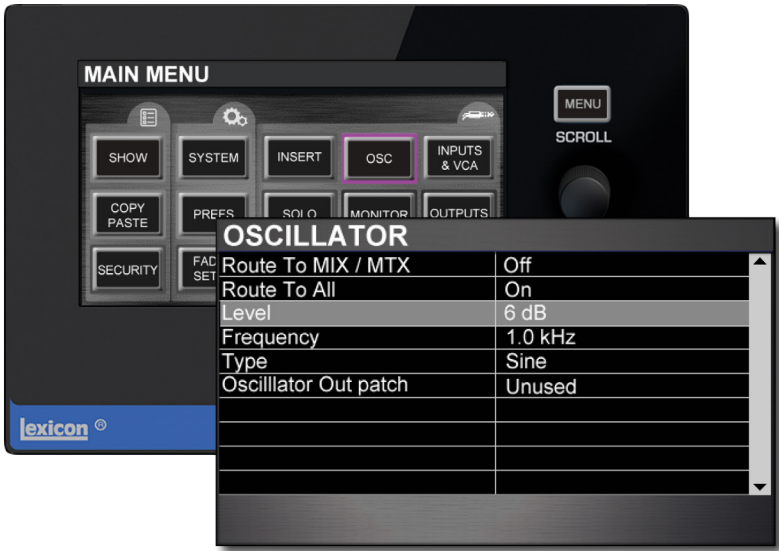 MAIN MENU
MENU
SCROLL
SHOW
SYSTEM
INSERT
OSC
INPUTS
& VCA
COPY
PASTE
PREFS
SOLO
MONITOR
OUTPUTS
SECURITY
OSCILLATOR
Route To MIX / MTX Off
Route To All On
Level 6 dB
Frequency 1.0 kHz
Type Sine
Oscilllator Out patch Unused
lexicon ®